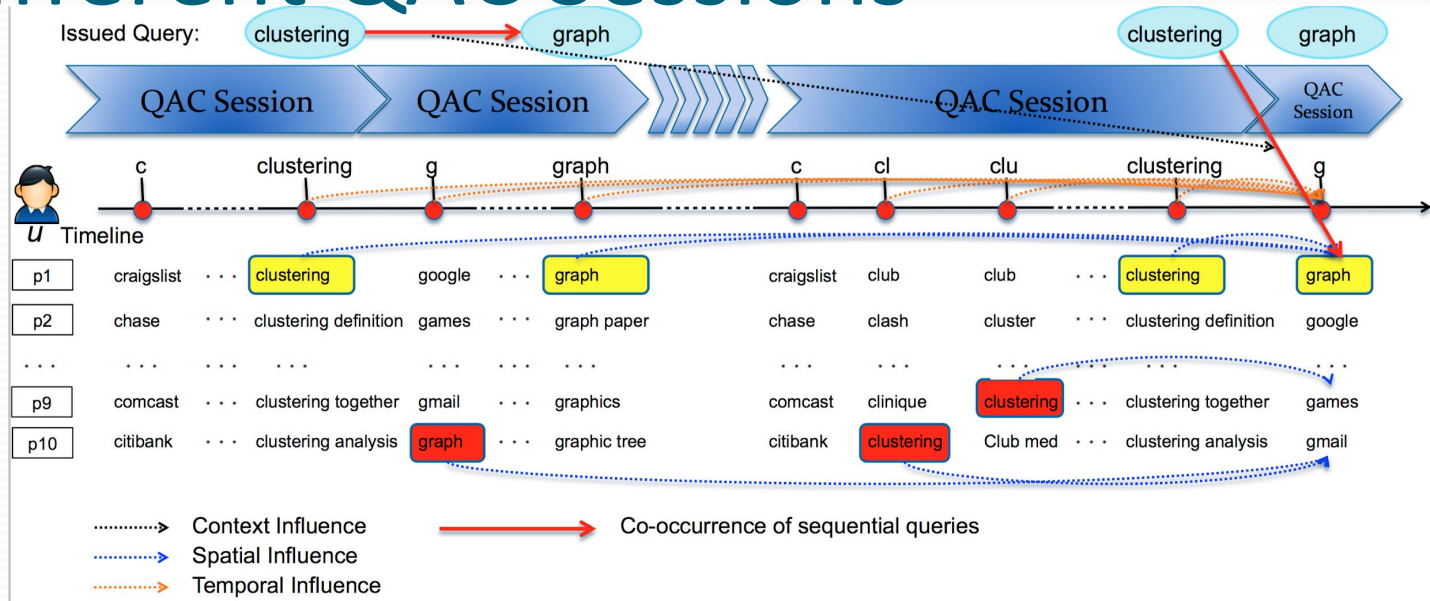 QAC Sessions
Issued Query: clustering graph clustering graph
QAC Session QAC Session QAC Session QAC Session
c clustering g graph c cl clu clustering g
u Timeline
p1 craigslist ... clustering google ... graph craigslist club club ... clustering graph
p2 chase ... clustering definition games ... graph paper chase clash cluster ... clustering definition google
... ... ... ... ... ... ... ... ... ... ... ... ...
p9 comcast ... clustering together gmail ... graphics comcast clinique clustering ... clustering together games
p10 citibank ... clustering analysis graph ... graphic tree citibank clustering Club med ... clustering analysis gmail
Context Influence Co-occurrence of sequential queries
Spatial Influence
Temporal Influence